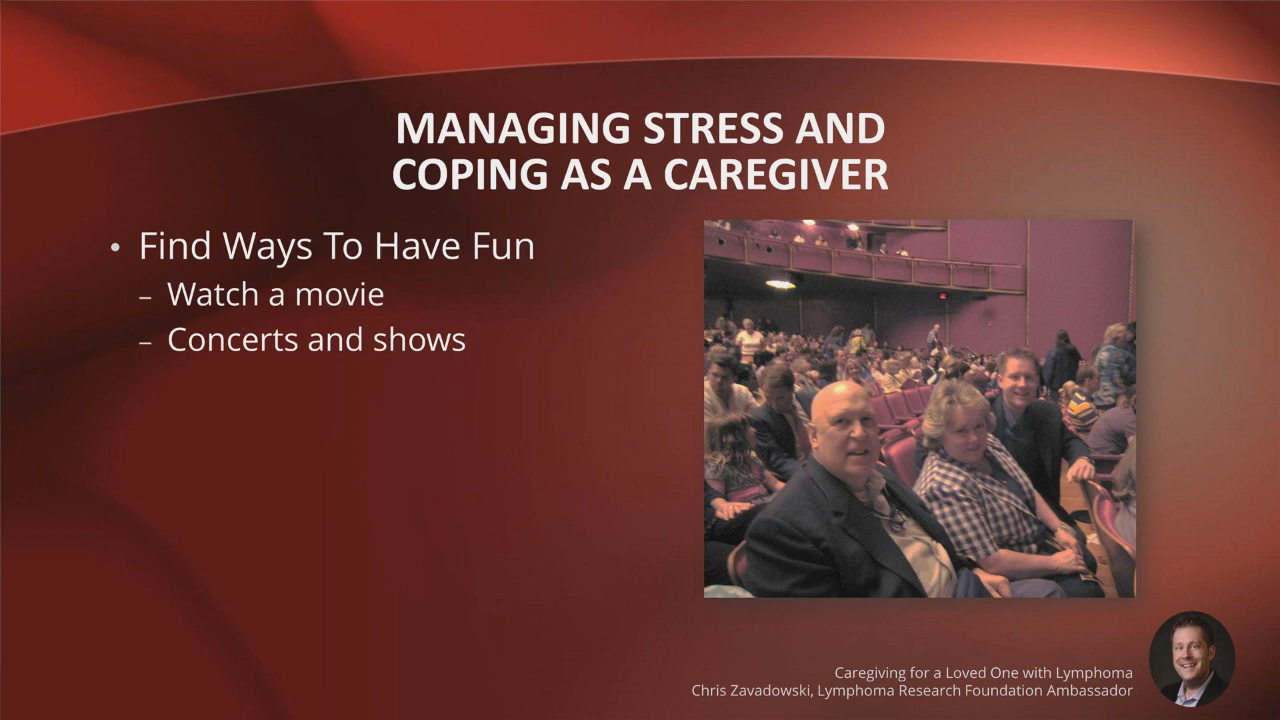 MANAGING STRESS AND
COPING AS A CAREGIVER
• Find Ways To Have Fun
– Watch a movie
– Concerts and shows
Caregiving for a Loved One with Lymphoma
Chris Zavadowski, Lymphoma Research Foundation Ambassador